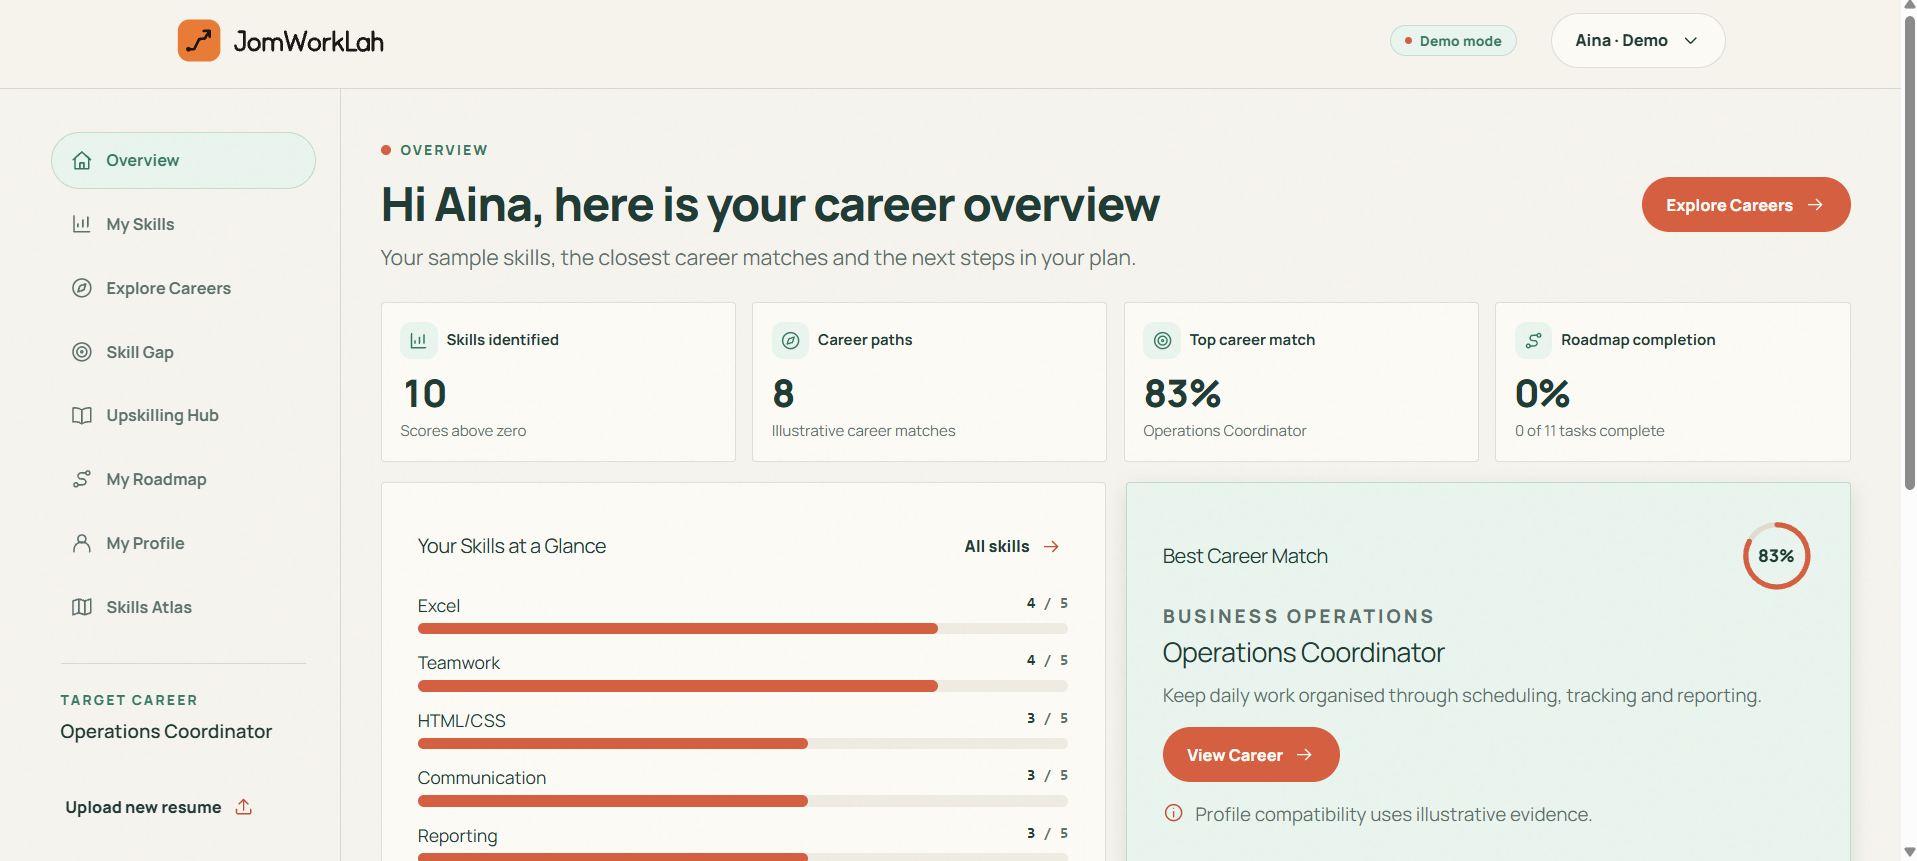 JomWorkLah
Demo mode
Aina · Demo
Overview
My Skills
Explore Careers
Skill Gap
Upskilling Hub
My Roadmap
My Profile
Skills Atlas
TARGET CAREER
Operations Coordinator
Upload new resume
OVERVIEW
Hi Aina, here is your career overview
Your sample skills, the closest career matches and the next steps in your plan.
Explore Careers
Skills identified
10
Scores above zero
Career paths
8
Illustrative career matches
Top career match
83%
Operations Coordinator
Roadmap completion
0%
0 of 11 tasks complete
Your Skills at a Glance
All skills
Excel 4 / 5
Teamwork 4 / 5
HTML/CSS 3 / 5
Communication 3 / 5
Reporting 3 / 5
Best Career Match
83%
BUSINESS OPERATIONS
Operations Coordinator
Keep daily work organised through scheduling, tracking and reporting.
View Career
Profile compatibility uses illustrative evidence.